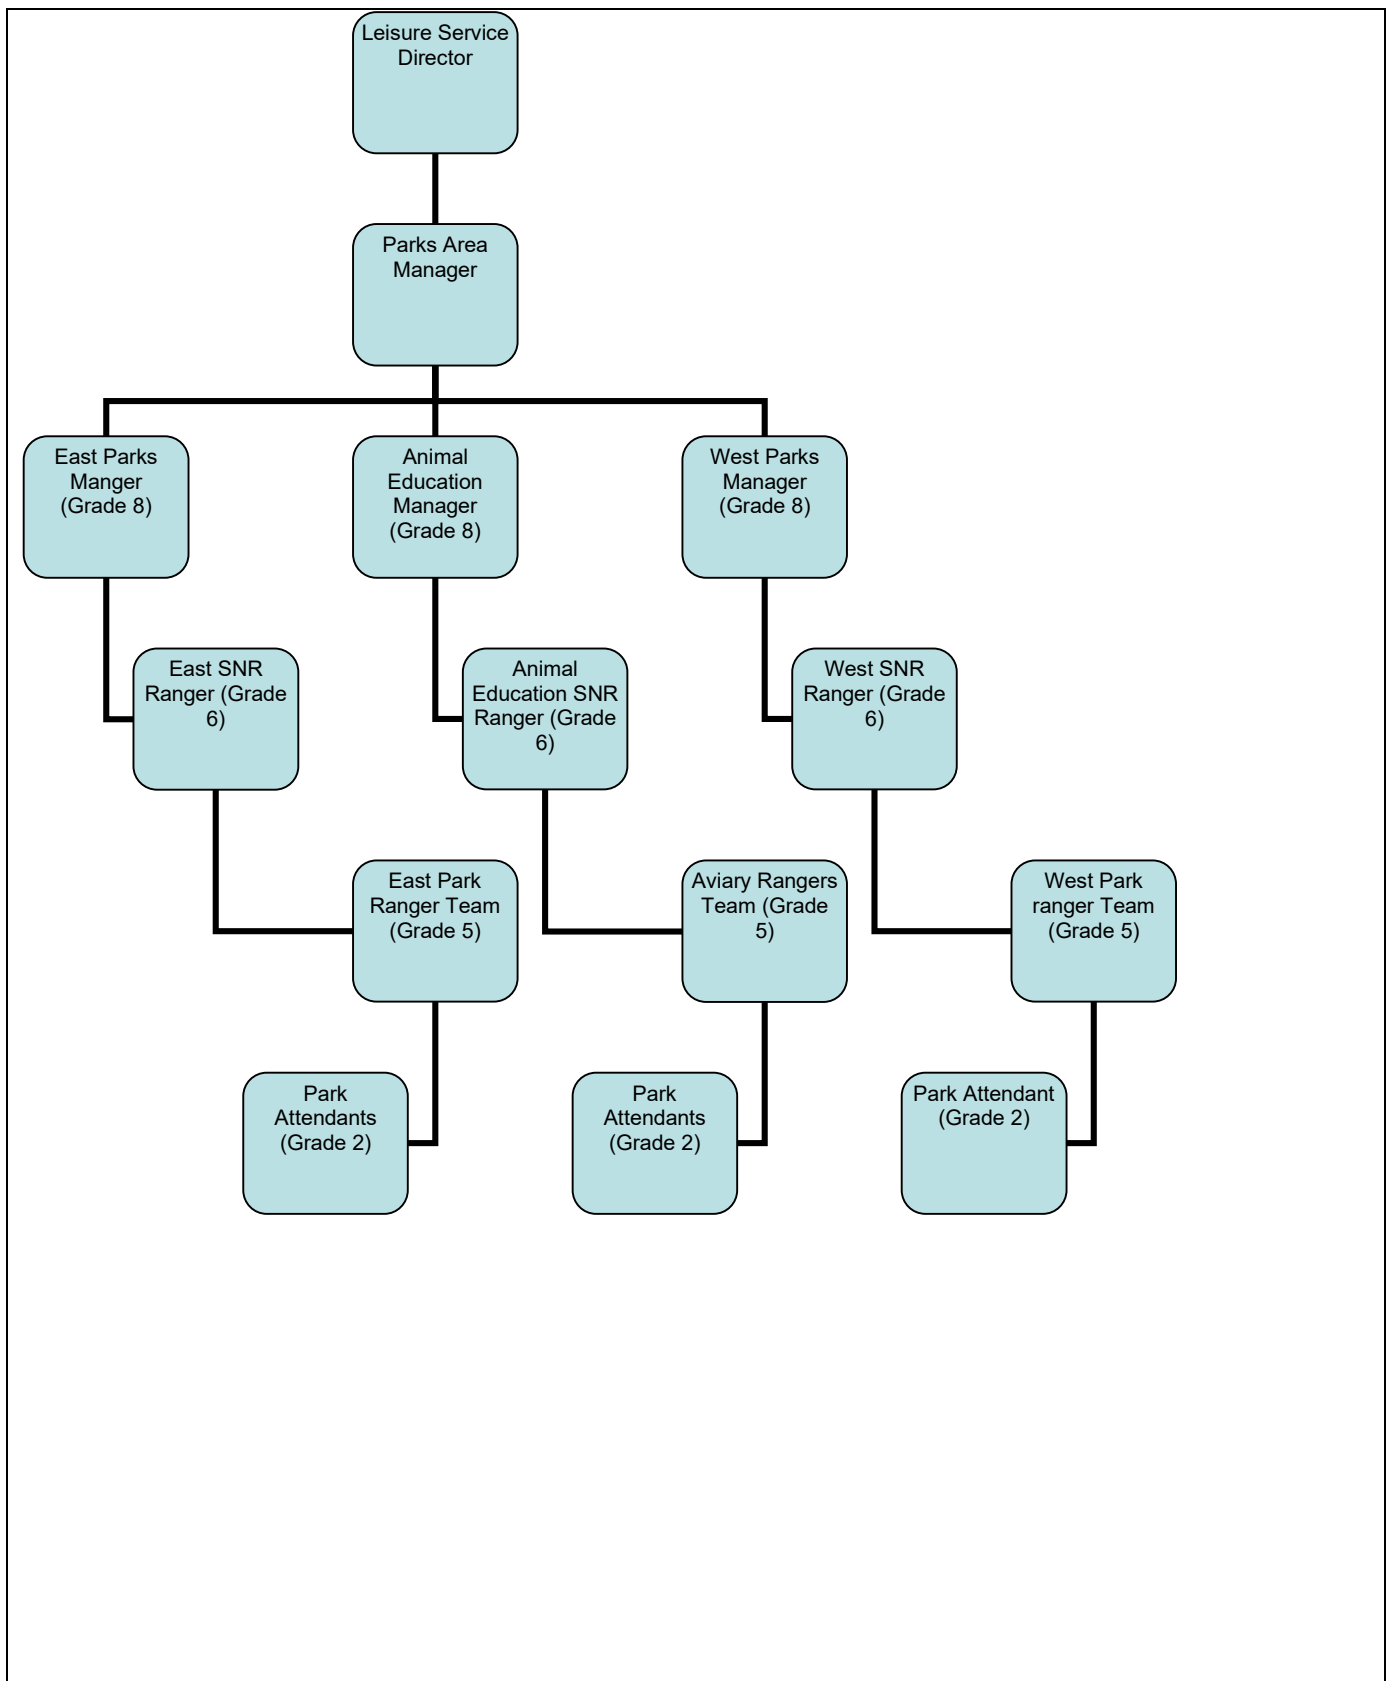 Leisure Service
Director
Parks Area
Manager
East Parks
Manger
(Grade 8)
Animal
Education
Manager
(Grade 8)
West Parks
Manager
(Grade 8)
East SNR
Ranger (Grade
6)
Animal
Education SNR
Ranger (Grade
6)
West SNR
Ranger (Grade
6)
East Park
Ranger Team
(Grade 5)
Aviary Rangers
Team (Grade
5)
West Park
ranger Team
(Grade 5)
Park
Attendants
(Grade 2)
Park
Attendants
(Grade 2)
Park Attendant
(Grade 2)